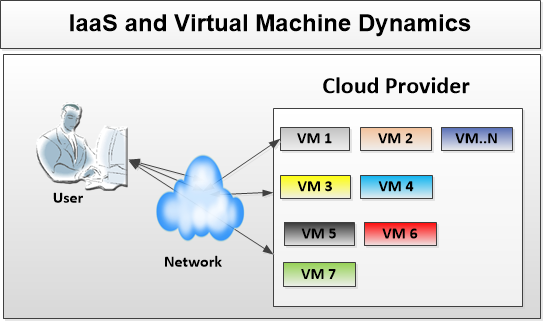 IaaS and Virtual Machine Dynamics
Cloud Provider
VM 1 VM 2 VM..N
VM 3 VM 4
User
VM 5 VM 6
Network
VM 7